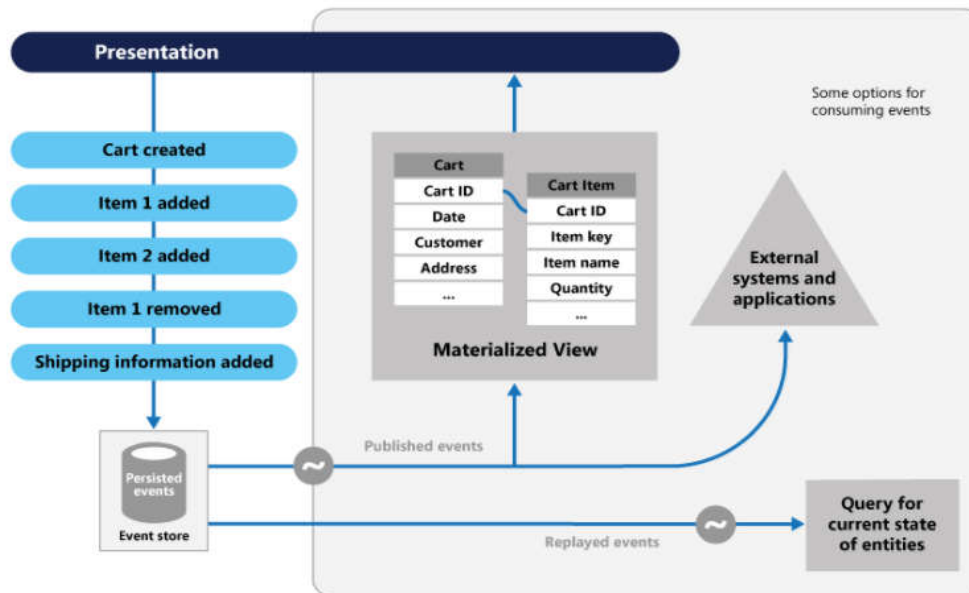 Presentation
Some options for
consuming events
Cart created
Item 1 added
Item 2 added
Item 1 removed
Shipping information added
Cart
Cart ID
Date
Customer
Address
...
Cart Item
Cart ID
Item key
Item name
Quantity
...
Materialized View
External
systems and
applications
Published events
Persisted
events
Event store
Replayed events
Query for
current state
of entities